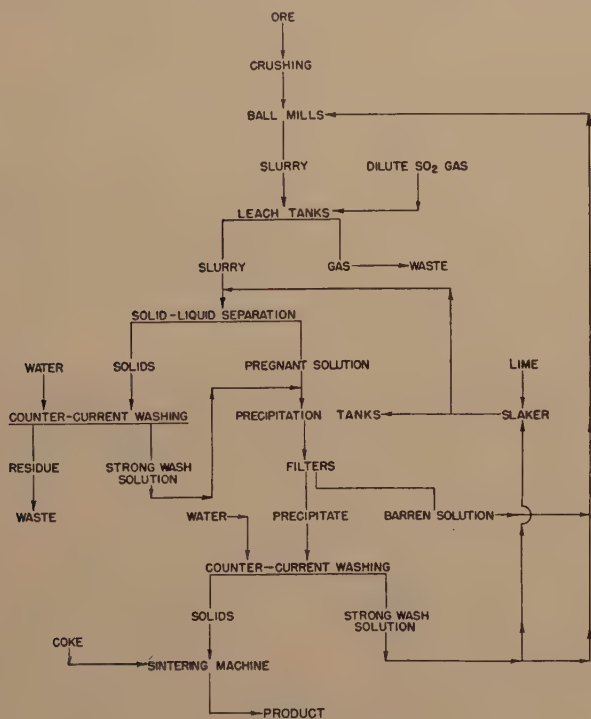 ORE
CRUSHING
BALL MILLS
SLURRY
DILUTE SO₂ GAS
LEACH TANKS
SLURRY
GAS
WASTE
SOLID-LIQUID SEPARATION
WATER
SOLIDS
PREGNANT SOLUTION
LIME
COUNTER-CURRENT WASHING
PRECIPITATION TANKS
SLAKER
RESIDUE
STRONG WASH
SOLUTION
FILTERS
WASTE
WATER
PRECIPITATE
BARREN SOLUTION
COUNTER-CURRENT WASHING
SOLIDS
STRONG WASH
SOLUTION
COKE
SINTERING MACHINE
PRODUCT